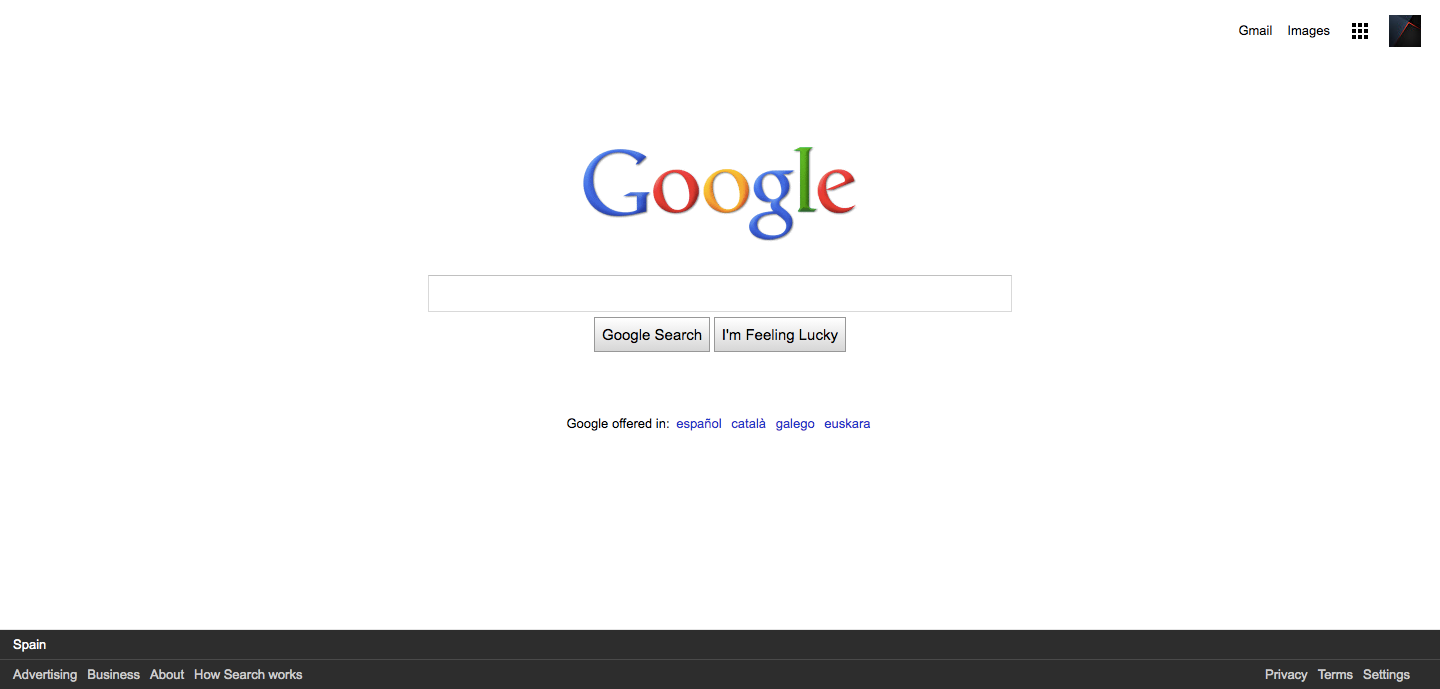 Gmail Images
Google
Google Search I'm Feeling Lucky
Google offered in: español català galego euskara
Spain
Advertising Business About How Search works Privacy Terms Settings